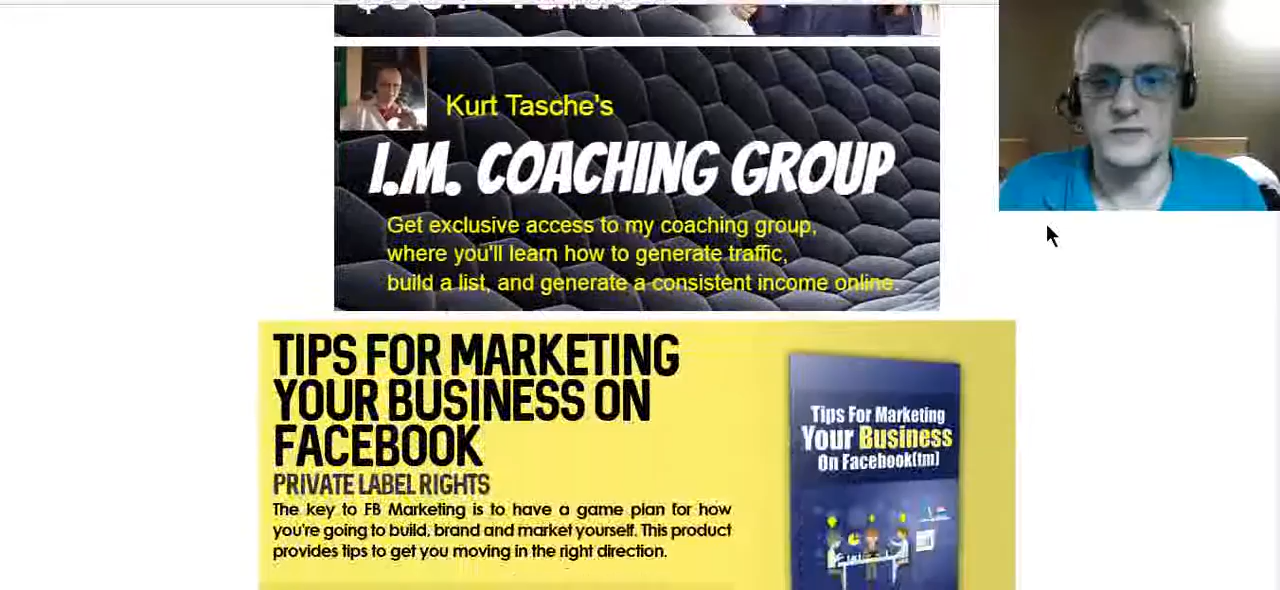 Kurt Tasche's
I.M. COACHING GROUP
Get exclusive access to my coaching group,
where you'll learn how to generate traffic,
build a list, and generate a consistent income online.
TIPS FOR MARKETING
YOUR BUSINESS ON
FACEBOOK
PRIVATE LABEL RIGHTS
The key to FB Marketing is to have a game plan for how
you're going to build, brand and market yourself. This product
provides tips to get you moving in the right direction.
Tips For Marketing
Your Business
On Facebook(tm)